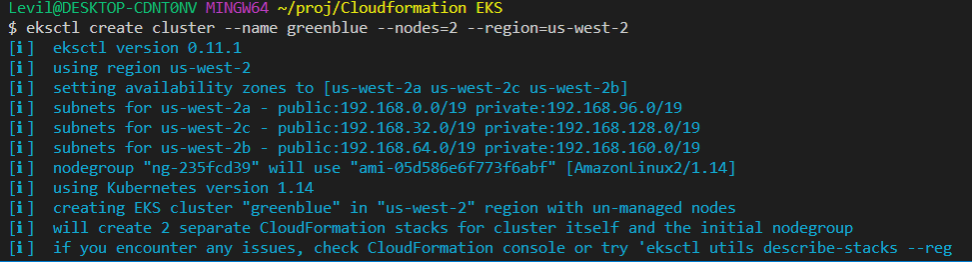 Levil@DESKTOP-CDNT0NV MINGW64 ~/proj/Cloudformation EKS
$ eksctl create cluster --name greenblue --nodes=2 --region=us-west-2
[ℹ]  eksctl version 0.11.1
[ℹ]  using region us-west-2
[ℹ]  setting availability zones to [us-west-2a us-west-2c us-west-2b]
[ℹ]  subnets for us-west-2a - public:192.168.0.0/19 private:192.168.96.0/19
[ℹ]  subnets for us-west-2c - public:192.168.32.0/19 private:192.168.128.0/19
[ℹ]  subnets for us-west-2b - public:192.168.64.0/19 private:192.168.160.0/19
[ℹ]  nodegroup "ng-235fcd39" will use "ami-05d586e6f773f6abf" [AmazonLinux2/1.14]
[ℹ]  using Kubernetes version 1.14
[ℹ]  creating EKS cluster "greenblue" in "us-west-2" region with un-managed nodes
[ℹ]  will create 2 separate CloudFormation stacks for cluster itself and the initial nodegroup
[ℹ]  if you encounter any issues, check CloudFormation console or try 'eksctl utils describe-stacks --reg